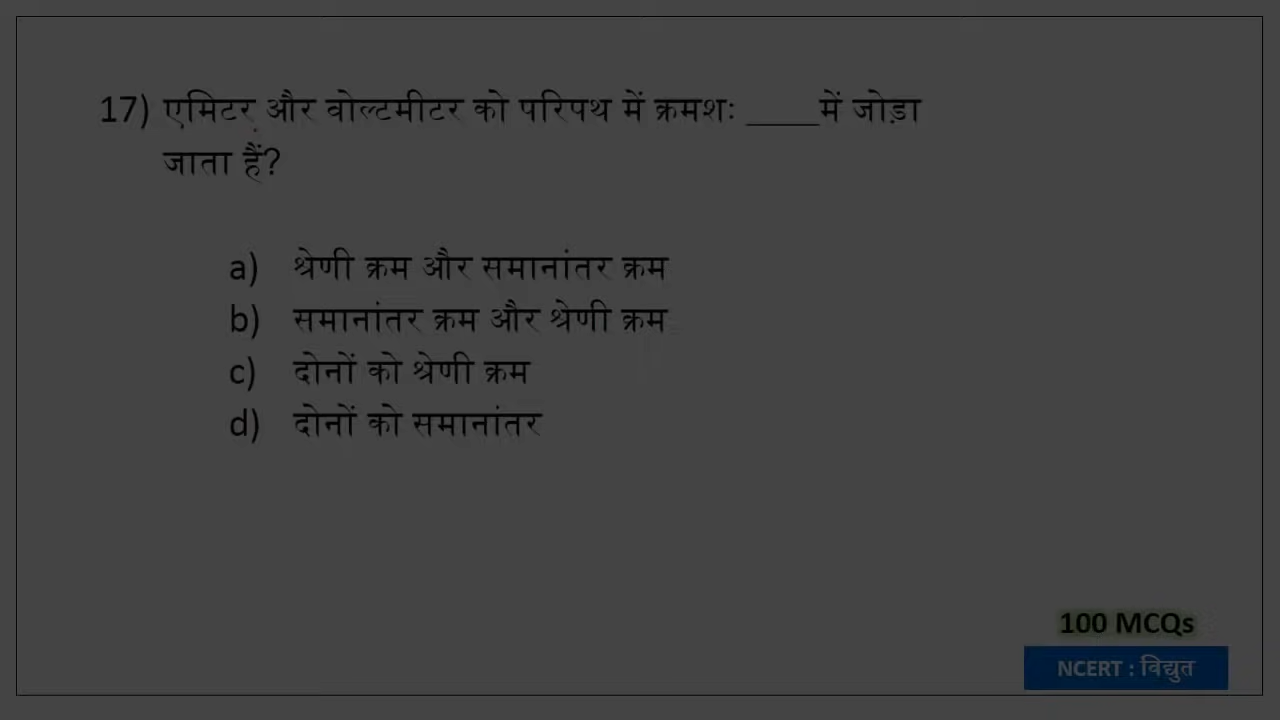 17) एमिटर और वोल्टमीटर को परिपथ में क्रमशः ____में जोड़ा
जाता हैं?
a) श्रेणी क्रम और समानांतर क्रम
b) समानांतर क्रम और श्रेणी क्रम
c) दोनों को श्रेणी क्रम
d) दोनों को समानांतर
100 MCQs
NCERT : विद्युत